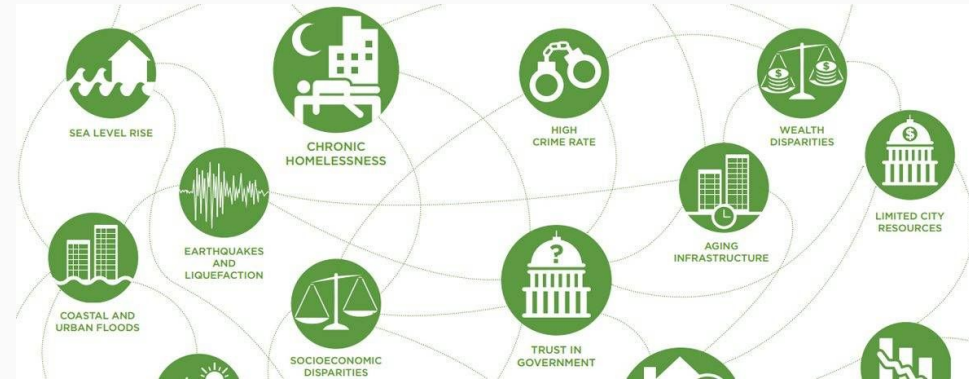 SEA LEVEL RISE
CHRONIC
HOMELESSNESS
HIGH
CRIME RATE
$
$
WEALTH
DISPARITIES
$
LIMITED CITY
RESOURCES
EARTHQUAKES
AND
LIQUEFACTION
AGING
INFRASTRUCTURE
COASTAL AND
URBAN FLOODS
SOCIOECONOMIC
DISPARITIES
?
TRUST IN
GOVERNMENT